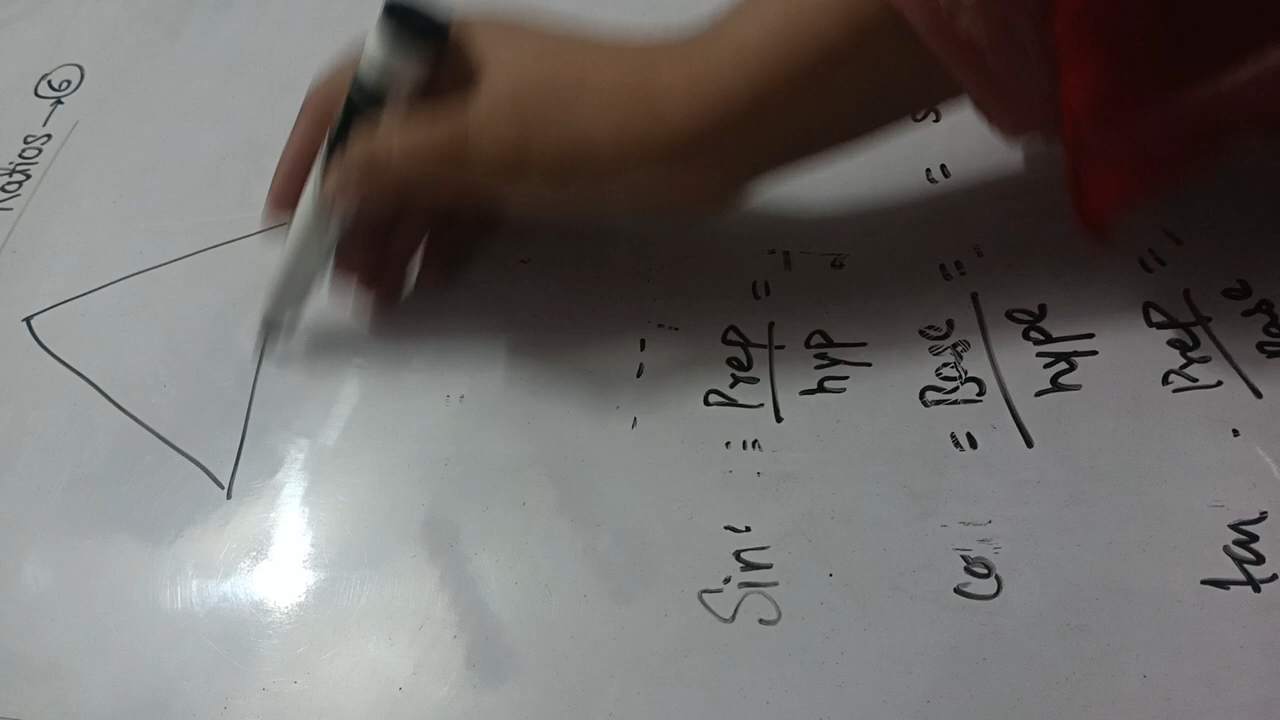 Ratios → 6
Sin = Prep / hyp =
Cos = Base / hype =
tan Prep / Base =